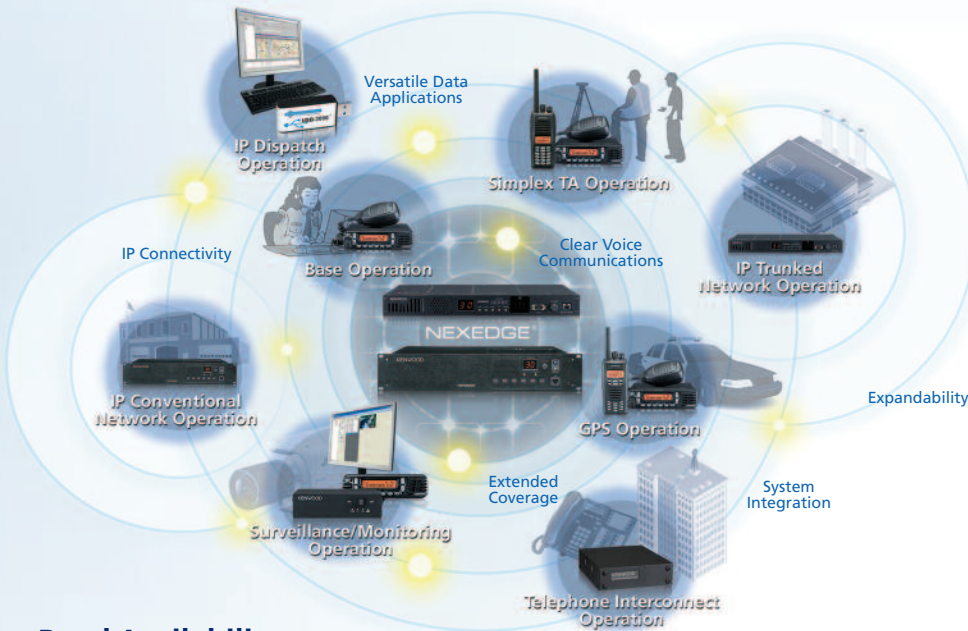 Versatile Data
Applications
IP Dispatch
Operation
Simplex TA Operation
IP Connectivity
Base Operation
Clear Voice
Communications
IP Trunked
Network Operation
NEXEDGE®
KENWOOD
30
IP Conventional
Network Operation
GPS Operation
Expandability
Extended
Coverage
System
Integration
KENWOOD
Surveillance/Monitoring
Operation
Telephone Interconnect
Operation